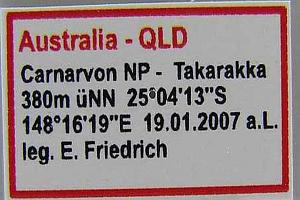 Australia - QLD
Carnarvon NP - Takarakka
380m üNN 25°04'13"S
148°16'19"E 19.01.2007 a.L.
leg. E. Friedrich